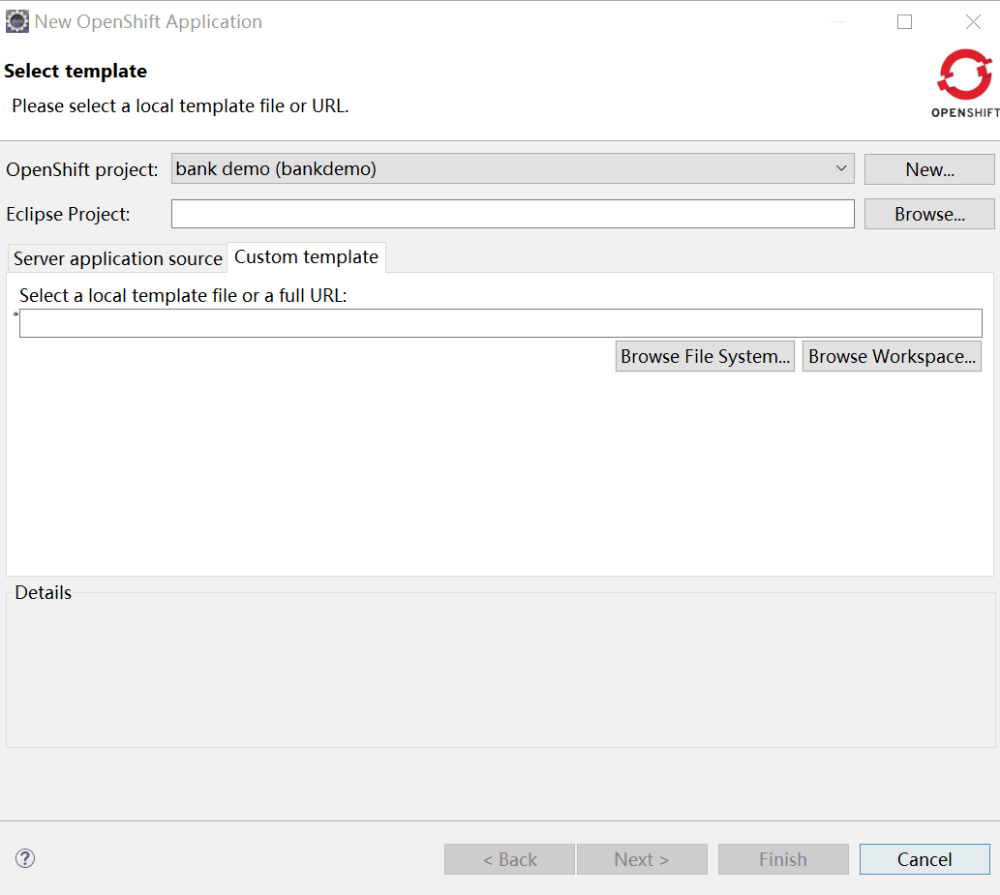 New OpenShift Application
Select template
Please select a local template file or URL.
OPENSHIFT
OpenShift project: bank demo (bankdemo) New...
Eclipse Project: Browse...
Server application source Custom template
Select a local template file or a full URL:
*
Browse File System... Browse Workspace...
Details
? < Back Next > Finish Cancel